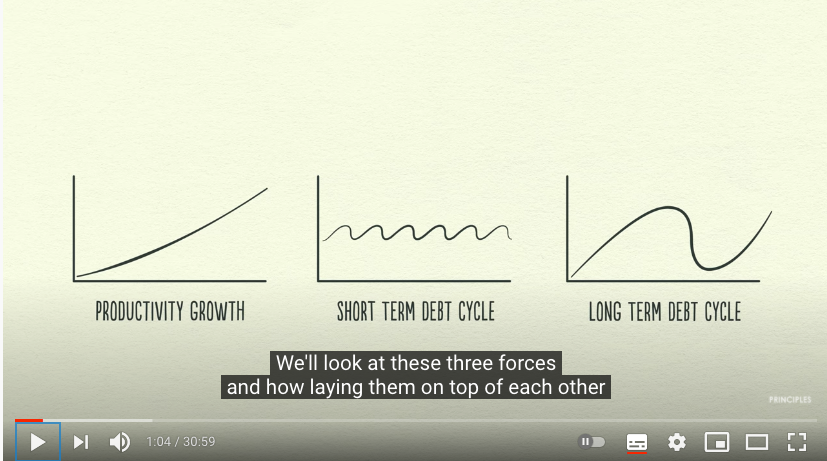 PRODUCTIVITY GROWTH
SHORT TERM DEBT CYCLE
LONG TERM DEBT CYCLE
We'll look at these three forces
and how laying them on top of each other
PRINCIPLES
1:04 / 30:59